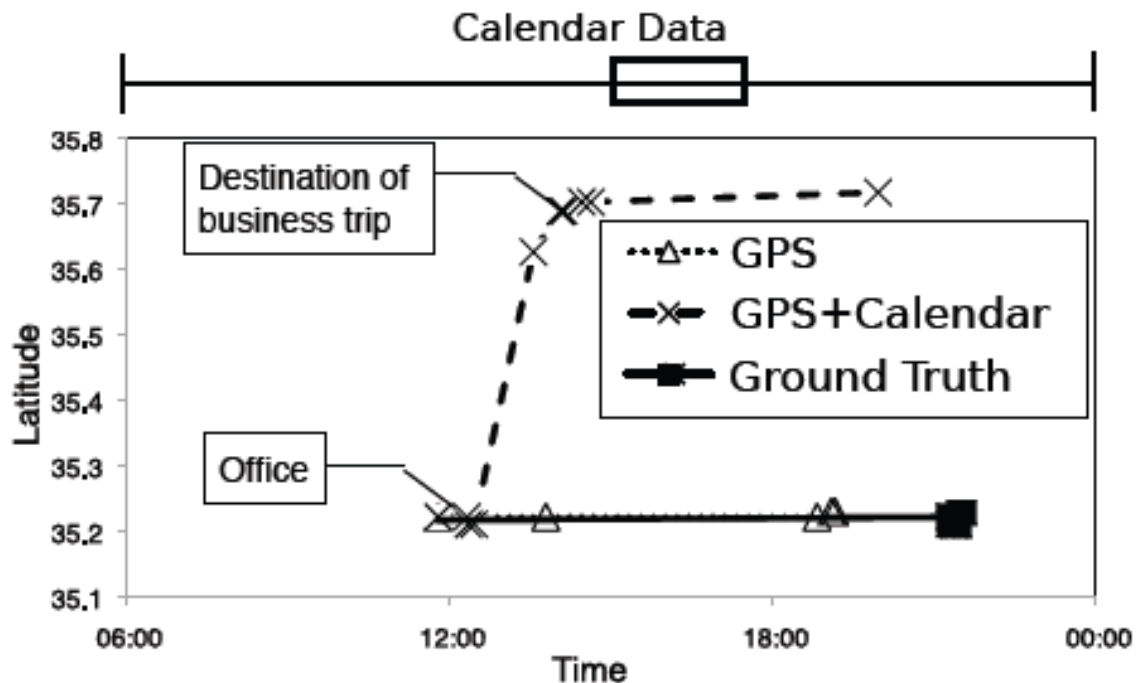 Calendar Data
35.8
35.7
35.6
35.5
35.4
35.3
35.2
35.1
Latitude
Destination of
business trip
Office
GPS
GPS+Calendar
Ground Truth
06:00 12:00 18:00 00:00
Time